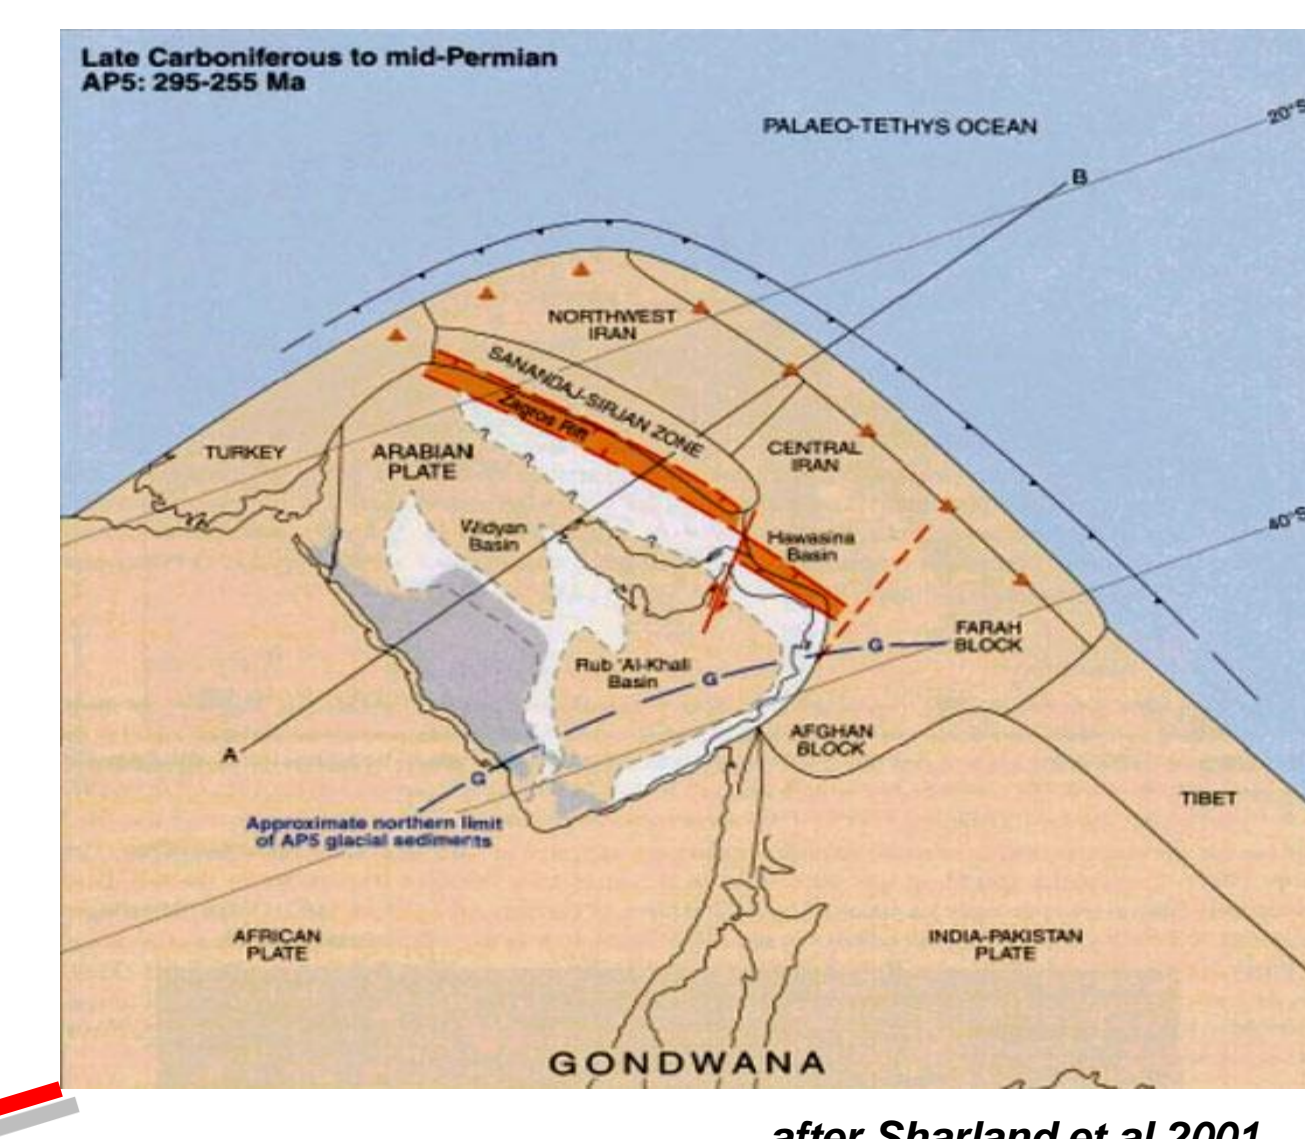 Late Carboniferous to mid-Permian
AP5: 295-255 Ma
PALAEO-TETHYS OCEAN
20°S
B
NORTHWEST
IRAN
SANANDAJ-SIRJAN ZONE
Zagros Rift
TURKEY
ARABIAN
PLATE
CENTRAL
IRAN
Widyan
Basin
Hawasina
Basin
40°S
FARAH
BLOCK
G
G
Rub 'Al-Khali
Basin
AFGHAN
BLOCK
A
G
TIBET
Approximate northern limit
of AP5 glacial sediments
AFRICAN
PLATE
INDIA-PAKISTAN
PLATE
GONDWANA
after Sharland et al 2001